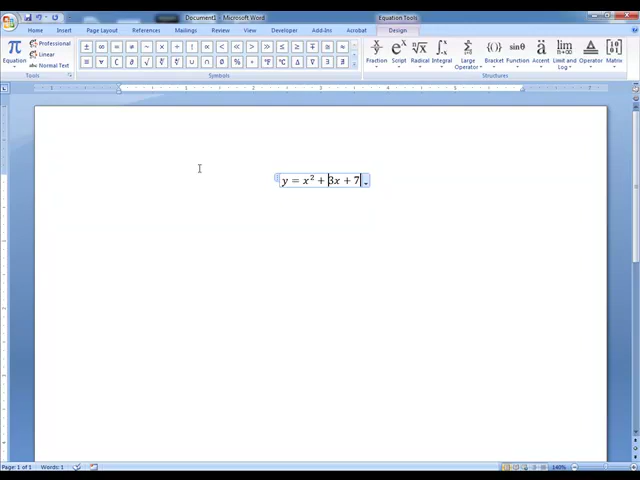 Document1 - Microsoft Word
Equation Tools
Home Insert Page Layout References Mailings Review View Developer Add-Ins Acrobat Design
Equation
Professional
Linear
abc Normal Text
Fraction Script Radical Integral Large Operator Bracket Function Accent Limit and Log Operator Matrix
Tools Symbols Structures
y = x² + 3x + 7
Page: 1 of 1 Words: 1 140%